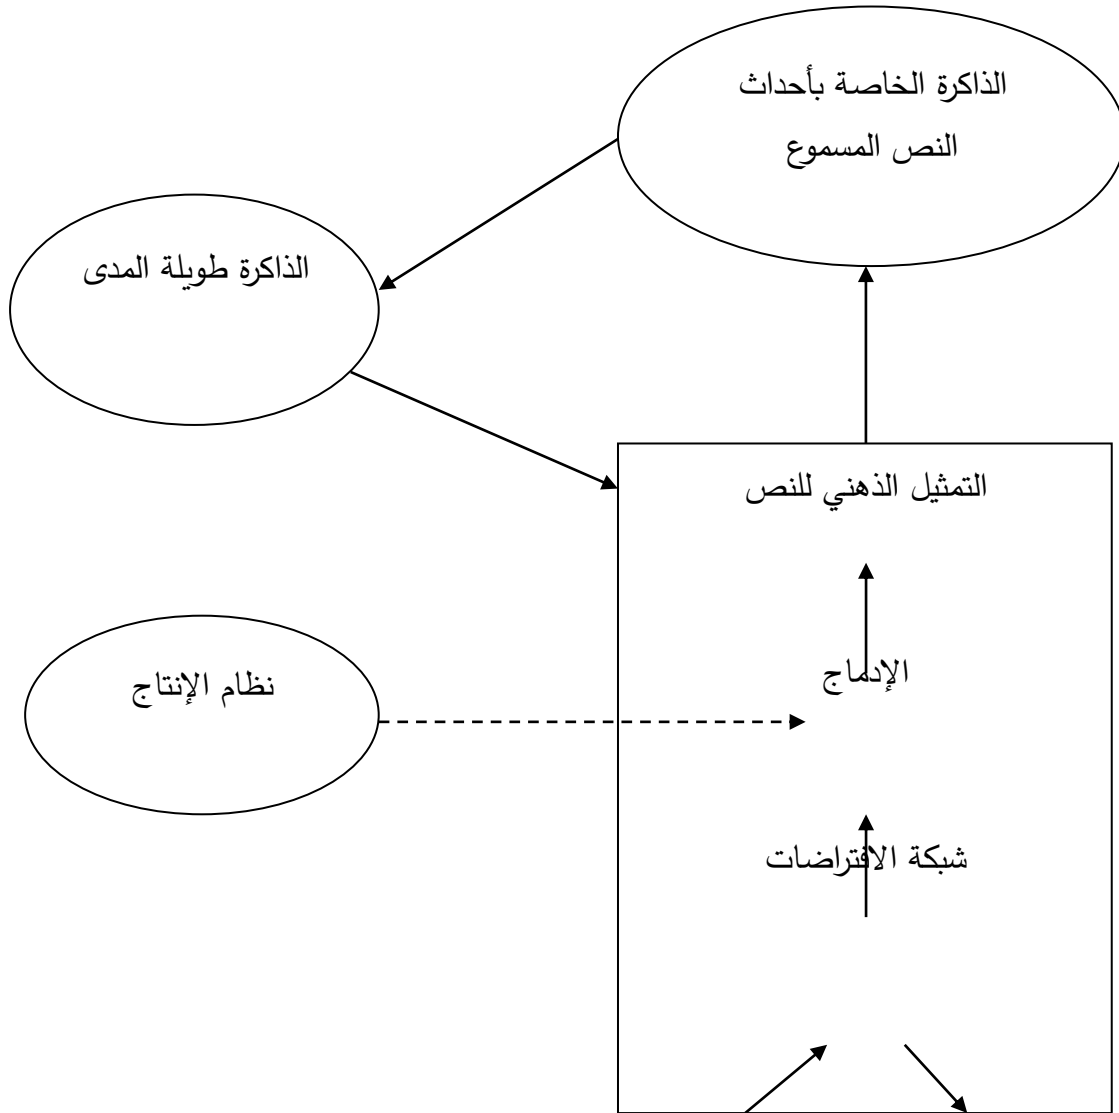 الذاكرة الخاصة بأحداث
النص المسموع
الذاكرة طويلة المدى
التمثيل الذهني للنص
الإدماج
نظام الإنتاج
شبكة الافتراضات